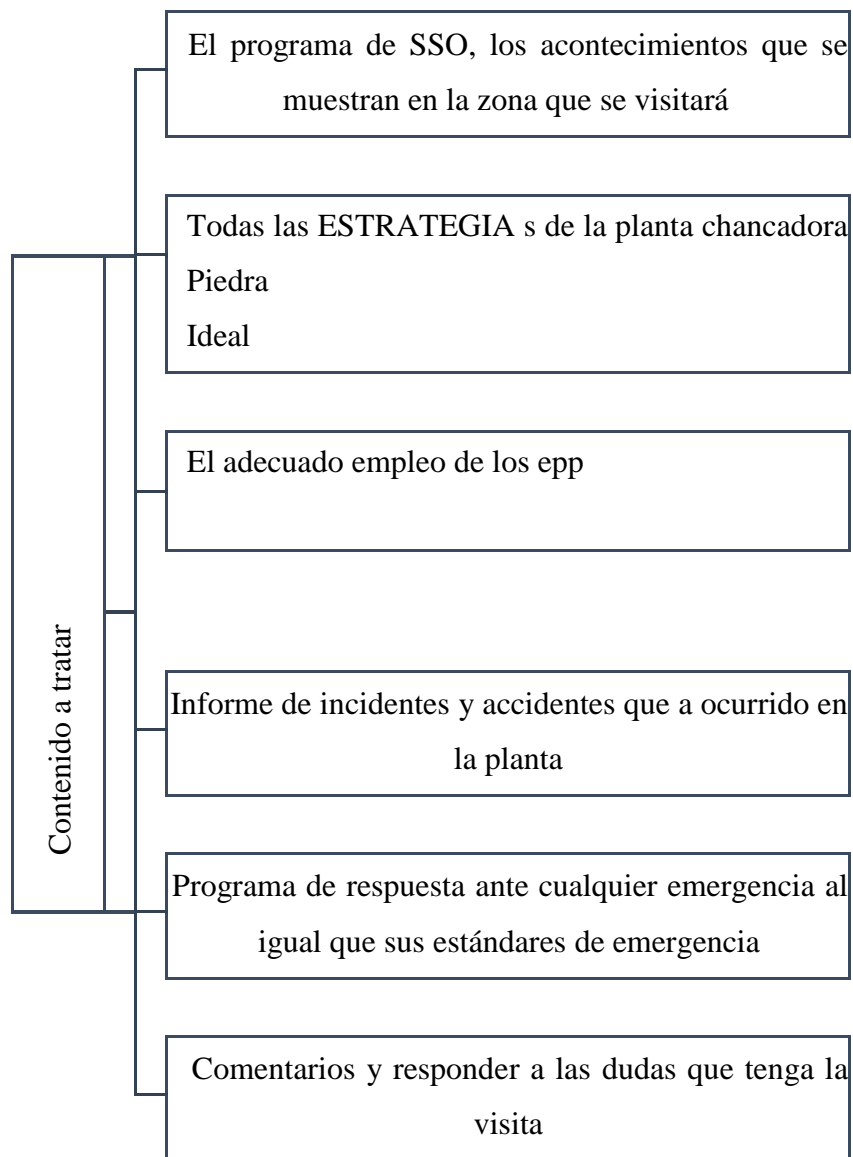 El programa de SSO, los acontecimientos que se
muestran en la zona que se visitará
Todas las ESTRATEGIA s de la planta chancadora
Piedra
Ideal
El adecuado empleo de los epp
Contenido a tratar
Informe de incidentes y accidentes que a ocurrido en
la planta
Programa de respuesta ante cualquier emergencia al
igual que sus estándares de emergencia
Comentarios y responder a las dudas que tenga la
visita